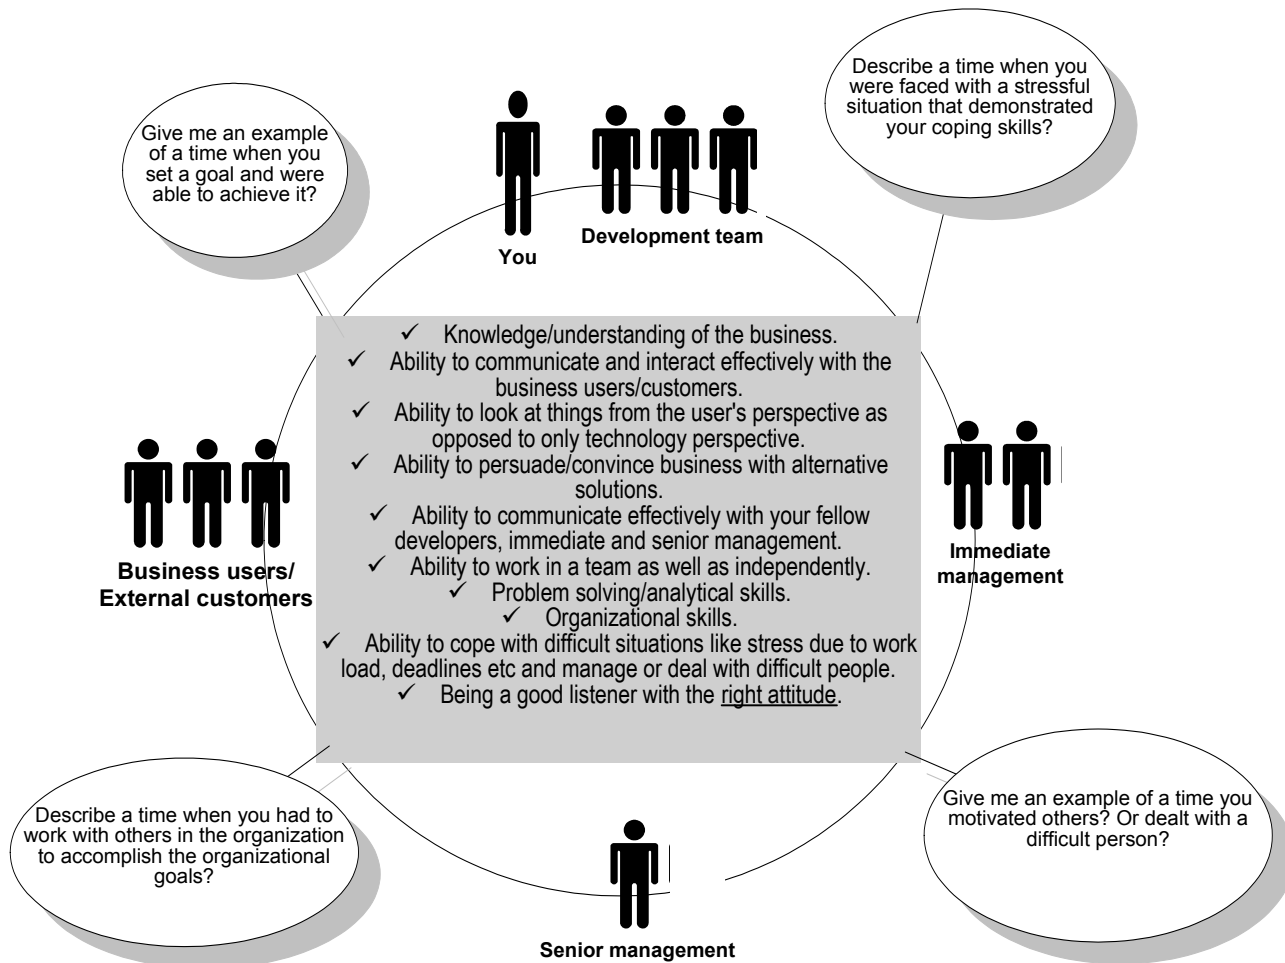 Give me an example
of a time when you
set a goal and were
able to achieve it?
Describe a time when you
were faced with a stressful
situation that demonstrated
your coping skills?
You
Development team
✓ Knowledge/understanding of the business.
✓ Ability to communicate and interact effectively with the
business users/customers.
✓ Ability to look at things from the user's perspective as
opposed to only technology perspective.
✓ Ability to persuade/convince business with alternative
solutions.
✓ Ability to communicate effectively with your fellow
developers, immediate and senior management.
✓ Ability to work in a team as well as independently.
✓ Problem solving/analytical skills.
✓ Organizational skills.
✓ Ability to cope with difficult situations like stress due to work
load, deadlines etc and manage or deal with difficult people.
✓ Being a good listener with the right attitude.
Business users/
External customers
Immediate
management
Describe a time when you had to
work with others in the organization
to accomplish the organizational
goals?
Give me an example of a time you
motivated others? Or dealt with a
difficult person?
Senior management